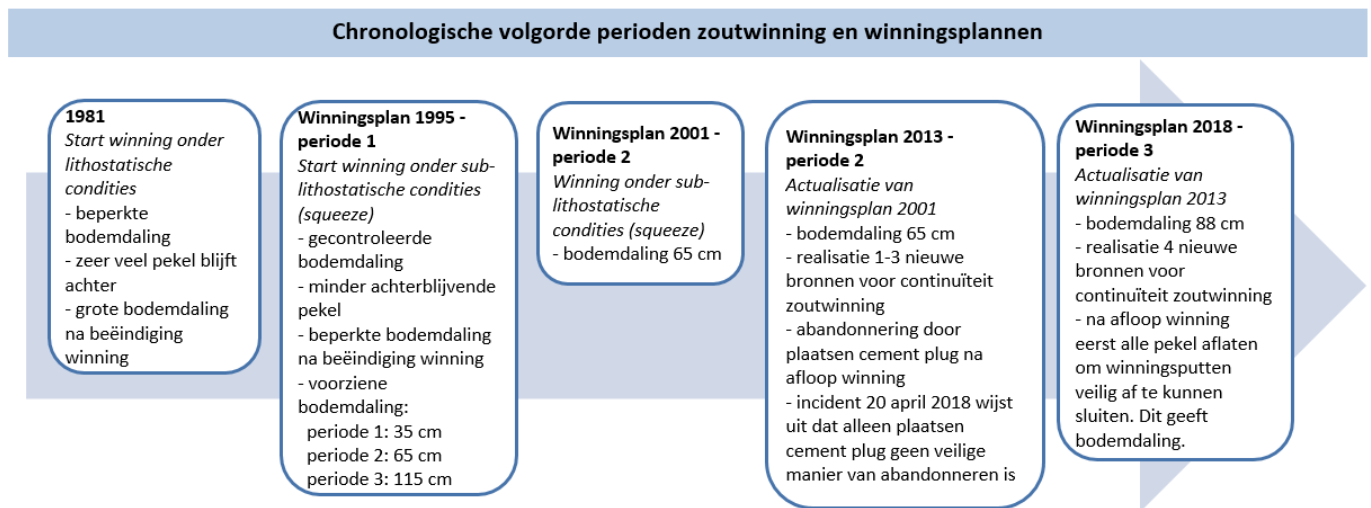 Chronologische volgorde perioden zoutwinning en winningsplannen
1981
Start winning onder
lithostatische
condities
- beperkte
bodemdaling
- zeer veel pekel blijft
achter
- grote bodemdaling
na beëindiging
winning
Winningsplan 1995 -
periode 1
Start winning onder sub-
lithostatische condities
(squeeze)
- gecontroleerde
bodemdaling
- minder achterblijvende
pekel
- beperkte bodemdaling
na beëindiging winning
- voorziene
bodemdaling:
periode 1: 35 cm
periode 2: 65 cm
periode 3: 115 cm
Winningsplan 2001 -
periode 2
Winning onder sub-
lithostatische
condities (squeeze)
- bodemdaling 65 cm
Winningsplan 2013 -
periode 2
Actualisatie van
winningsplan 2001
- bodemdaling 65 cm
- realisatie 1-3 nieuwe
bronnen voor continuïteit
zoutwinning
- abandonnering door
plaatsen cement plug na
afloop winning
- incident 20 april 2018 wijst
uit dat alleen plaatsen
cement plug geen veilige
manier van abandonneren is
Winningsplan 2018 -
periode 3
Actualisatie van
winningsplan 2013
- bodemdaling 88 cm
- realisatie 4 nieuwe
bronnen voor
continuïteit zoutwinning
- na afloop winning
eerst alle pekel aflaten
om winningsputten
veilig af te kunnen
sluiten. Dit geeft
bodemdaling.